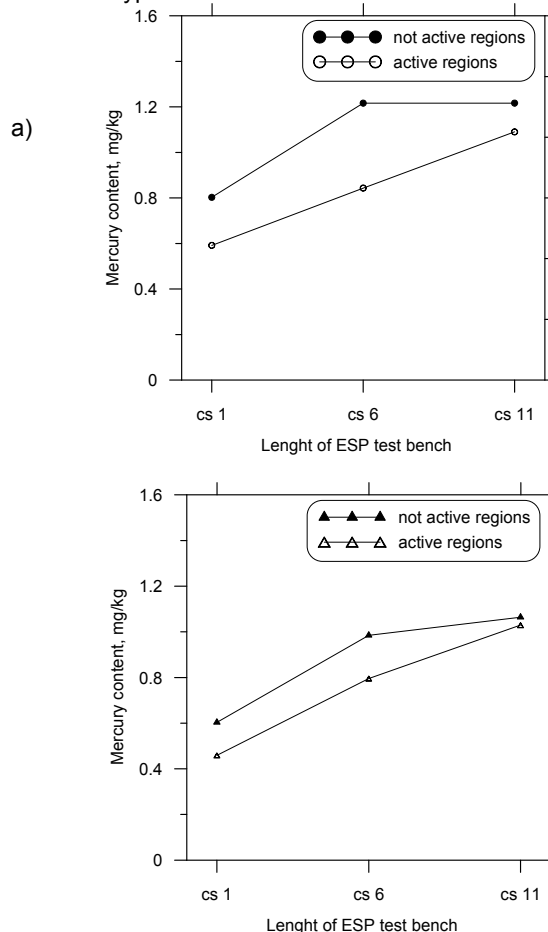 1.6
not active regions
active regions
a)
1.2
Mercury content, mg/kg
0.8
0.4
0
cs 1 cs 6 cs 11
Lenght of ESP test bench
1.6
not active regions
active regions
1.2
Mercury content, mg/kg
0.8
0.4
0
cs 1 cs 6 cs 11
Lenght of ESP test bench